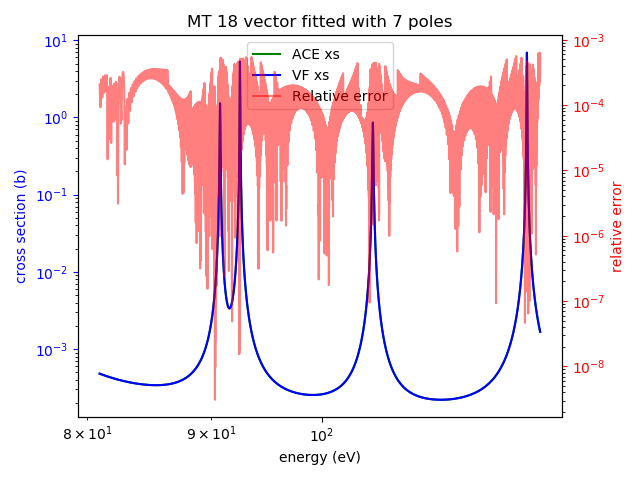 MT 18 vector fitted with 7 poles
ACE xs
VF xs
Relative error
10¹
10⁰
10⁻¹
10⁻²
10⁻³
cross section (b)
10⁻³
10⁻⁴
10⁻⁵
10⁻⁶
10⁻⁷
10⁻⁸
relative error
8 × 10¹ 9 × 10¹ 10²
energy (eV)